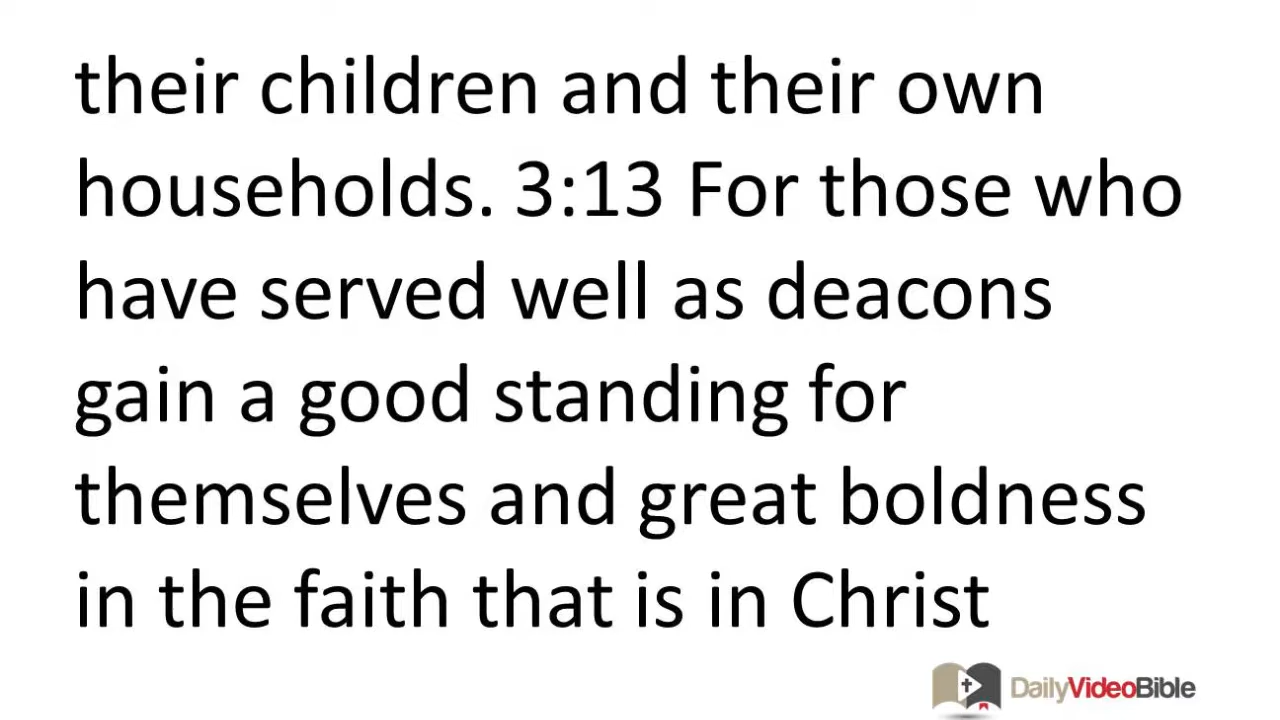 their children and their own
households. 3:13 For those who
have served well as deacons
gain a good standing for
themselves and great boldness
in the faith that is in Christ
DailyVideoBible